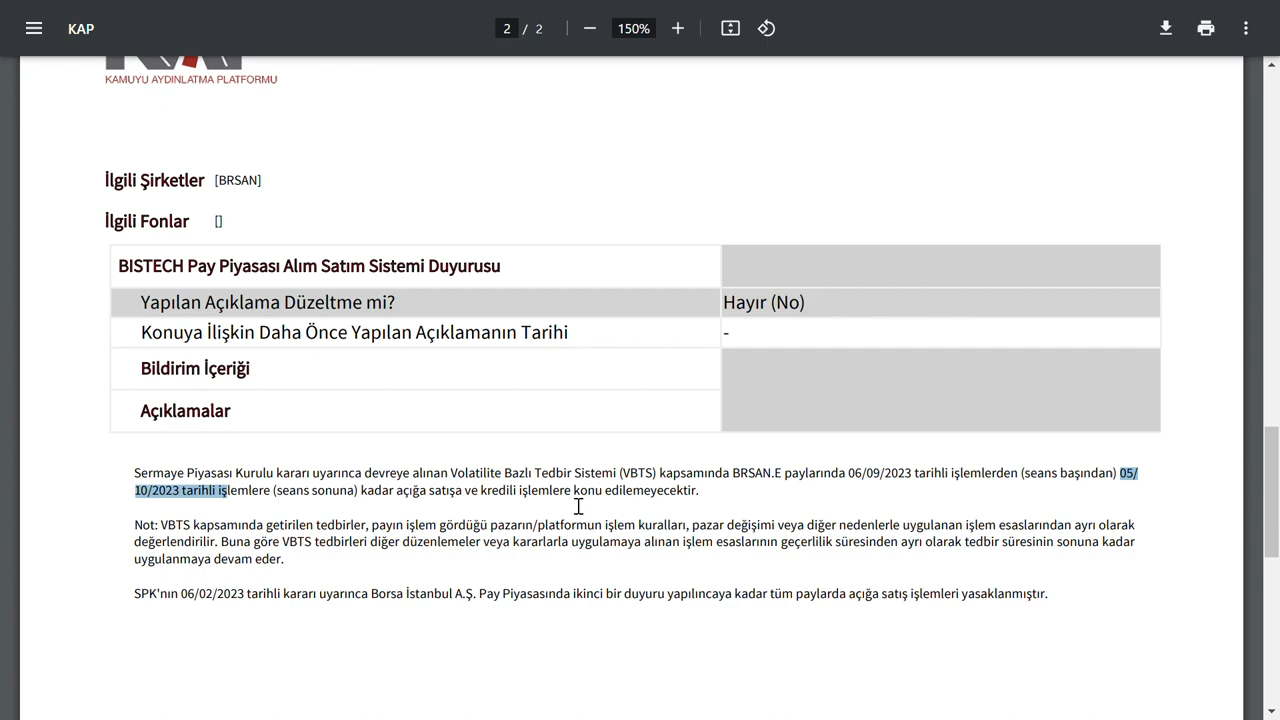 KAP
2 / 2
150%
KAMUYU AYDINLATMA PLATFORMU
İlgili Şirketler [BRSAN]
İlgili Fonlar []
BISTECH Pay Piyasası Alım Satım Sistemi Duyurusu
Yapılan Açıklama Düzeltme mi? Hayır (No)
Konuya İlişkin Daha Önce Yapılan Açıklamanın Tarihi -
Bildirim İçeriği
Açıklamalar
Sermaye Piyasası Kurulu kararı uyarınca devreye alınan Volatilite Bazlı Tedbir Sistemi (VBTS) kapsamında BRSAN.E paylarında 06/09/2023 tarihli işlemlerden (seans başından) 05/
10/2023 tarihli işlemlere (seans sonuna) kadar açığa satışa ve kredili işlemlere konu edilemeyecektir.
Not: VBTS kapsamında getirilen tedbirler, payın işlem gördüğü pazarın/platformun işlem kuralları, pazar değişimi veya diğer nedenlerle uygulanan işlem esaslarından ayrı olarak
değerlendirilir. Buna göre VBTS tedbirleri diğer düzenlemeler veya kararlarla uygulamaya alınan işlem esaslarının geçerlilik süresinden ayrı olarak tedbir süresinin sonuna kadar
uygulanmaya devam eder.
SPK'nın 06/02/2023 tarihli kararı uyarınca Borsa İstanbul A.Ş. Pay Piyasasında ikinci bir duyuru yapılıncaya kadar tüm paylarda açığa satış işlemleri yasaklanmıştır.